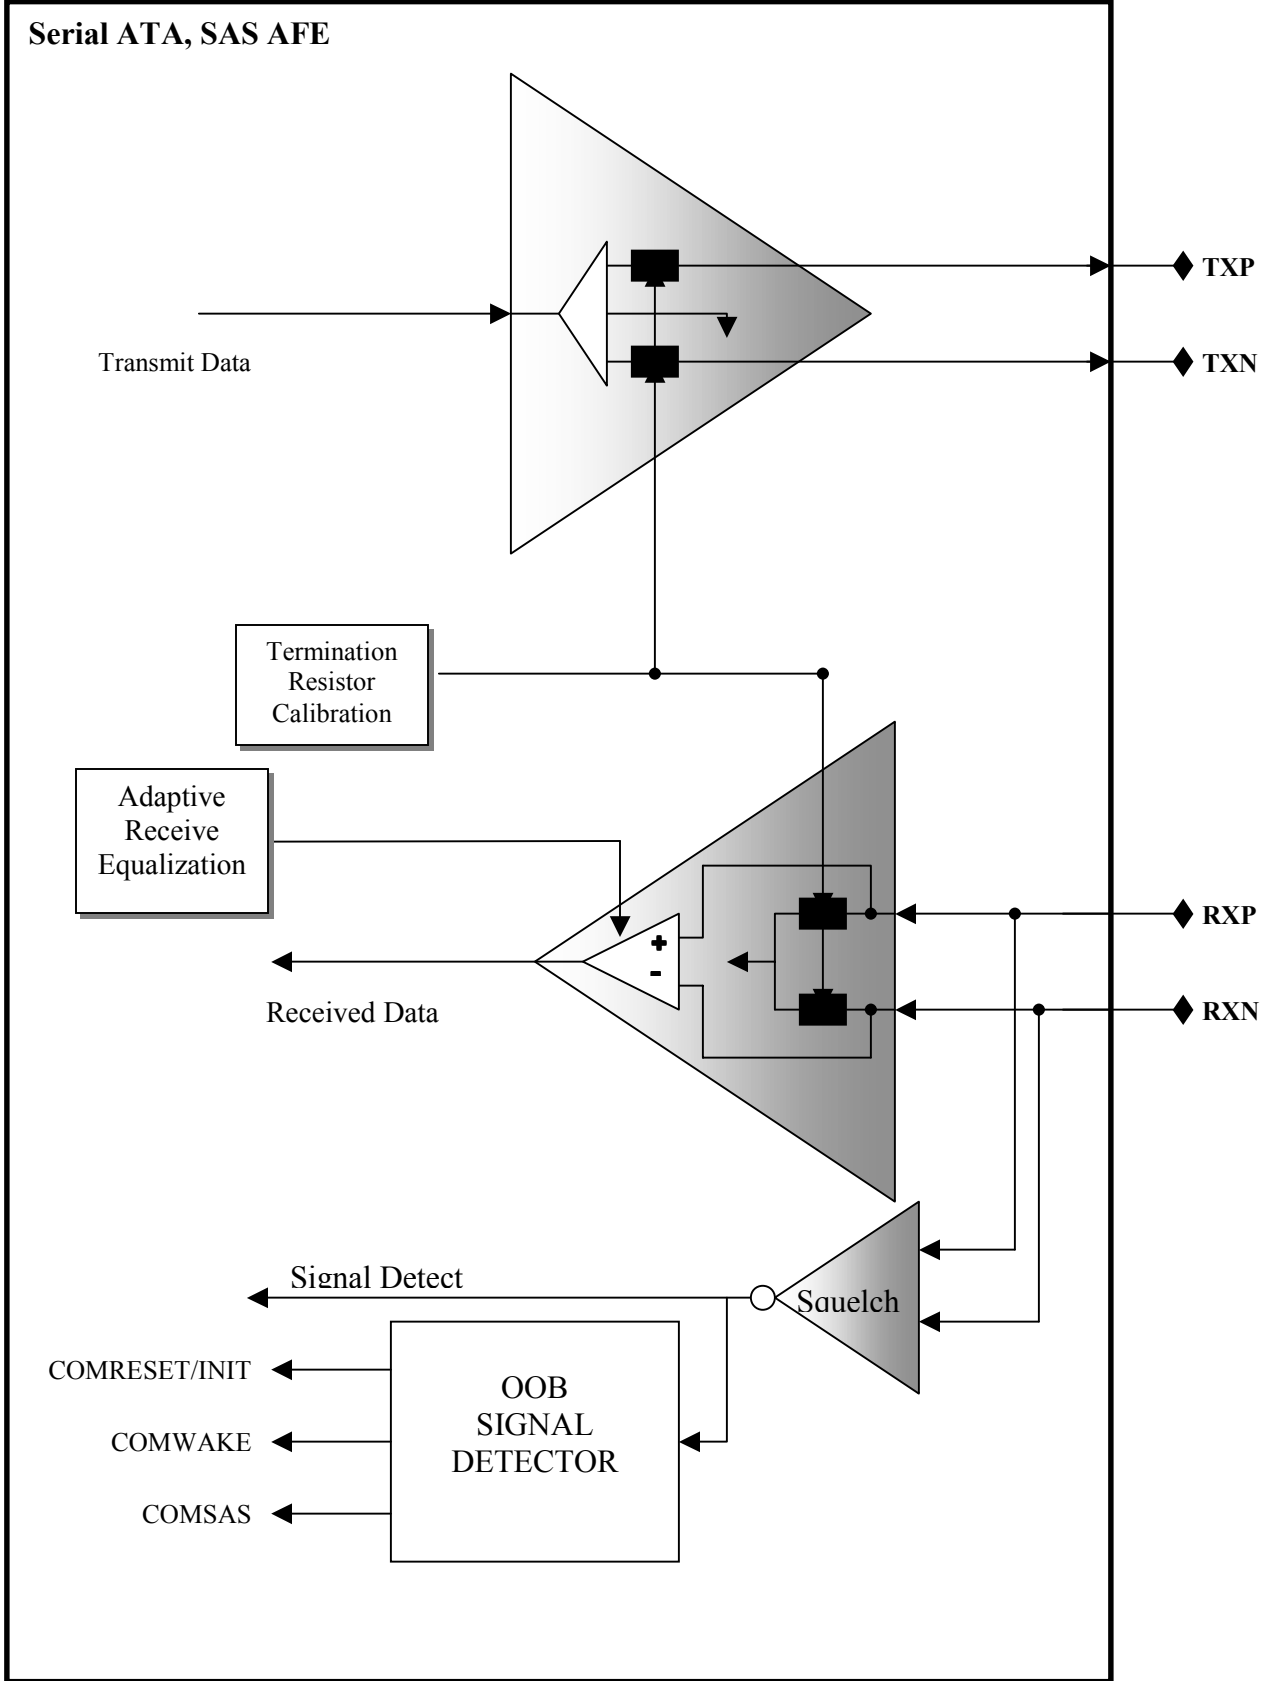 Serial ATA, SAS AFE
TXP
Transmit Data
TXN
Termination
Resistor
Calibration
Adaptive
Receive
Equalization
+
-
RXP
Received Data
RXN
Signal Detect
Squelch
COMRESET/INIT
OOB
SIGNAL
DETECTOR
COMWAKE
COMSAS